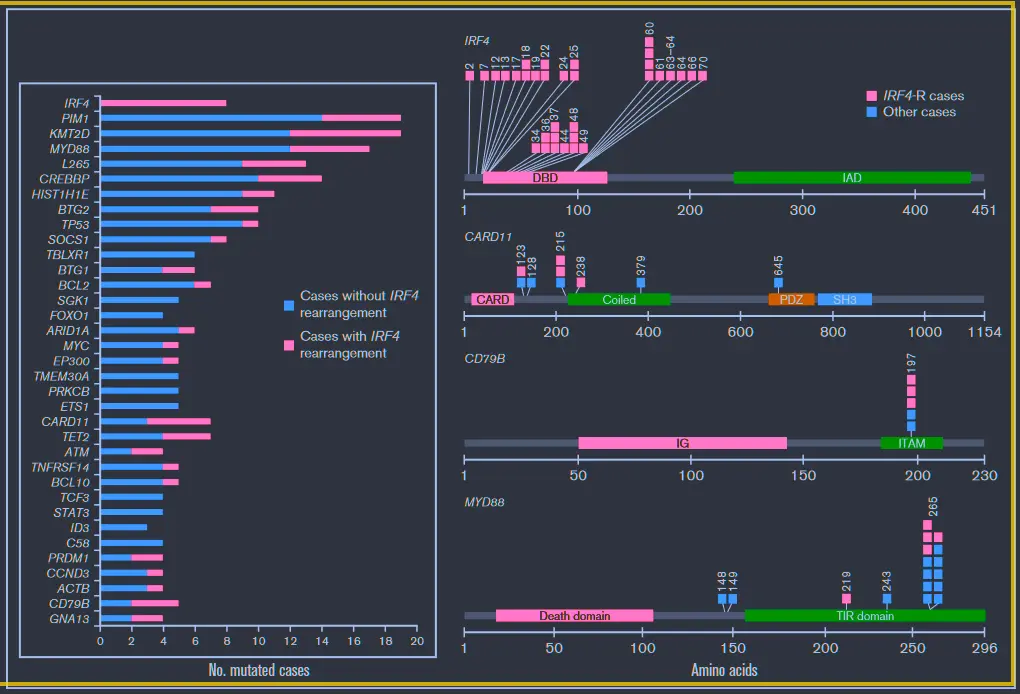 IRF4
PIM1
KMT2D
MYD88
L265
CREBBP
HIST1H1E
BTG2
TP53
SOCS1
TBLXR1
BTG1
BCL2
SGK1
FOXO1
ARID1A
MYC
EP300
TMEM30A
PRKCB
ETS1
CARD11
TET2
ATM
TNFRSF14
BCL10
TCF3
STAT3
ID3
C58
PRDM1
CCND3
ACTB
CD79B
GNA13
0 2 4 6 8 10 12 14 16 18 20
No. mutated cases
Cases without IRF4
rearrangement
Cases with IRF4
rearrangement
IRF4
2 7 12 13 17 18 19 22 24 25 60 61 63–64 64 66 70
34 36 37 44 48 49
IRF4-R cases
Other cases
DBD IAD
1 100 200 300 400 451
CARD11
123 128 215 238 379 645
CARD Coiled PDZ SH3
1 200 400 600 800 1000 1154
CD79B
197
IG ITAM
1 50 100 150 200 230
MYD88
148 149 219 243 265
Death domain TIR domain
1 50 150 200 250 296
Amino acids